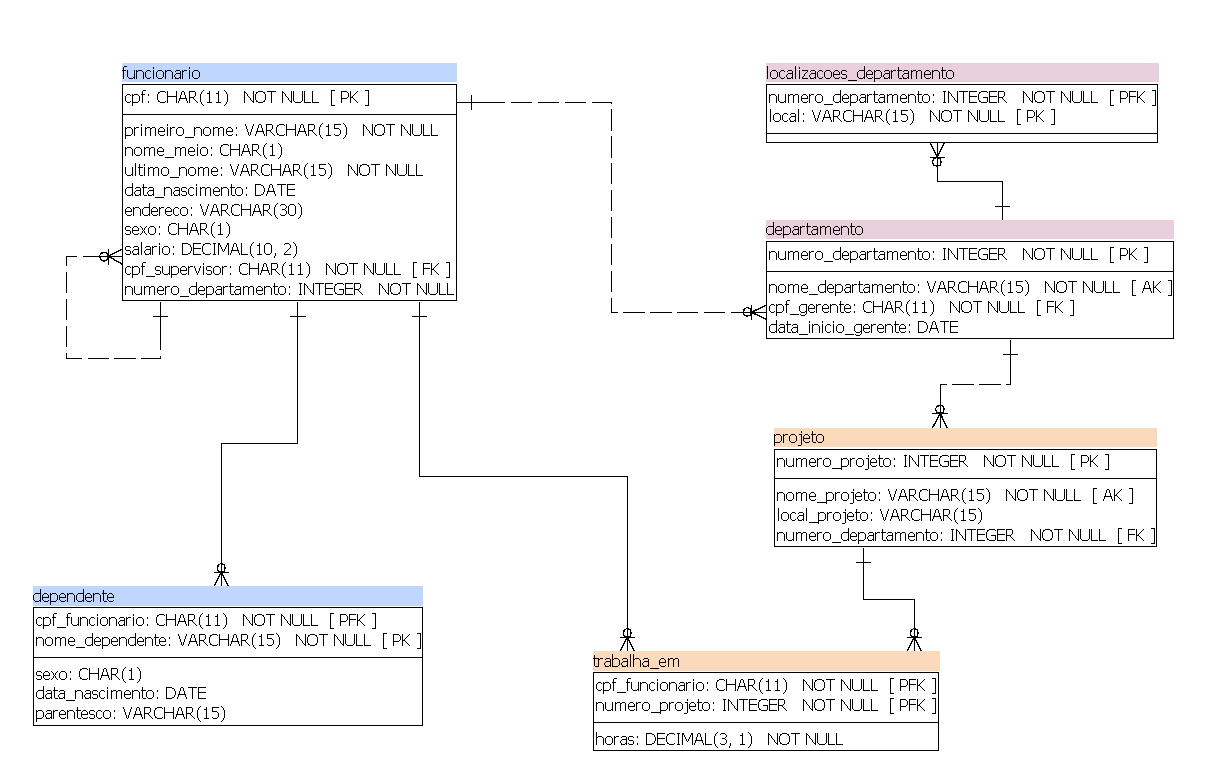 funcionario
cpf: CHAR(11) NOT NULL [ PK ]
primeiro_nome: VARCHAR(15) NOT NULL
nome_meio: CHAR(1)
ultimo_nome: VARCHAR(15) NOT NULL
data_nascimento: DATE
endereco: VARCHAR(30)
sexo: CHAR(1)
salario: DECIMAL(10, 2)
cpf_supervisor: CHAR(11) NOT NULL [ FK ]
numero_departamento: INTEGER NOT NULL
localizacoes_departamento
numero_departamento: INTEGER NOT NULL [ PFK ]
local: VARCHAR(15) NOT NULL [ PK ]
departamento
numero_departamento: INTEGER NOT NULL [ PK ]
nome_departamento: VARCHAR(15) NOT NULL [ AK ]
cpf_gerente: CHAR(11) NOT NULL [ FK ]
data_inicio_gerente: DATE
projeto
numero_projeto: INTEGER NOT NULL [ PK ]
nome_projeto: VARCHAR(15) NOT NULL [ AK ]
local_projeto: VARCHAR(15)
numero_departamento: INTEGER NOT NULL [ FK ]
dependente
cpf_funcionario: CHAR(11) NOT NULL [ PFK ]
nome_dependente: VARCHAR(15) NOT NULL [ PK ]
sexo: CHAR(1)
data_nascimento: DATE
parentesco: VARCHAR(15)
trabalha_em
cpf_funcionario: CHAR(11) NOT NULL [ PFK ]
numero_projeto: INTEGER NOT NULL [ PFK ]
horas: DECIMAL(3, 1) NOT NULL